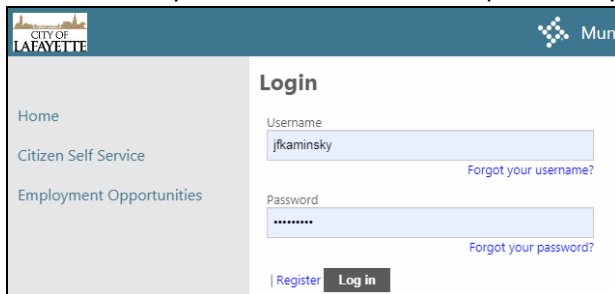 CITY OF
LAFAYETTE
Mun
Home
Citizen Self Service
Employment Opportunities
Login
Username
jfkaminsky
Forgot your username?
Password
•••••••••
Forgot your password?
| Register Log in